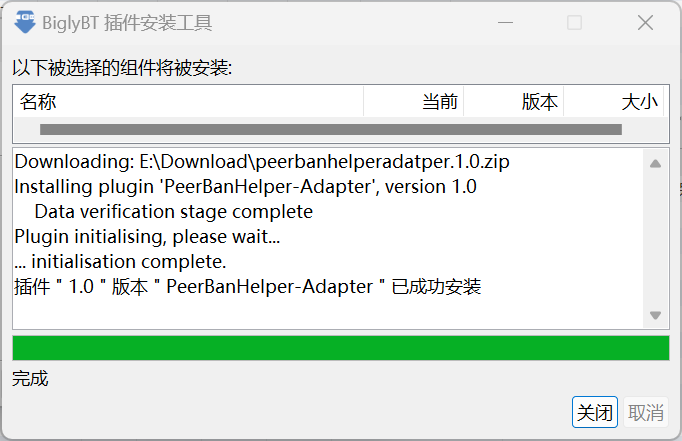 BiglyBT 插件安装工具
以下被选择的组件将被安装:
名称 当前 版本 大小
Downloading: E:\Download\peerbanhelperadatper.1.0.zip
Installing plugin 'PeerBanHelper-Adapter', version 1.0
Data verification stage complete
Plugin initialising, please wait...
... initialisation complete.
插件 " 1.0 " 版本 " PeerBanHelper-Adapter " 已成功安装
完成
关闭 取消